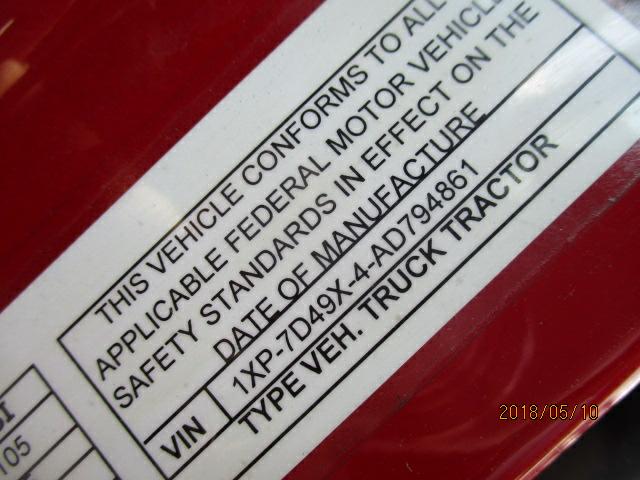 THIS VEHICLE CONFORMS TO ALL
APPLICABLE FEDERAL MOTOR VEHICLE
SAFETY STANDARDS IN EFFECT ON THE
DATE OF MANUFACTURE
VIN 1XP-7D49X-4-AD794861
TYPE VEH. TRUCK TRACTOR
105
2018/05/10